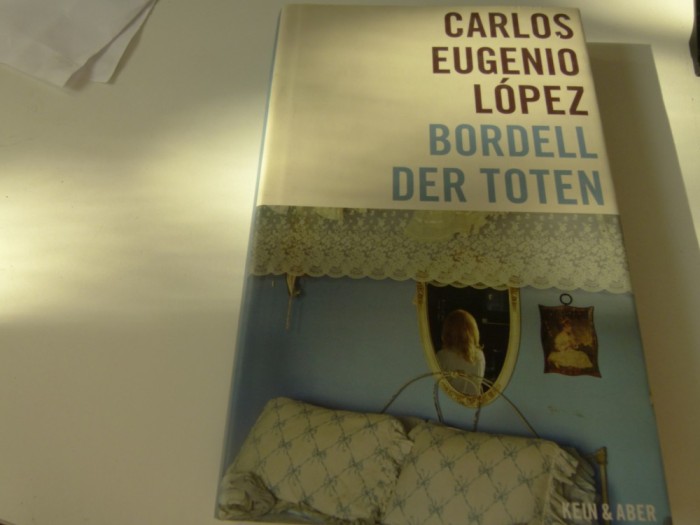 CARLOS
EUGENIO
LÓPEZ
BORDELL
DER TOTEN
KEIN & ABER